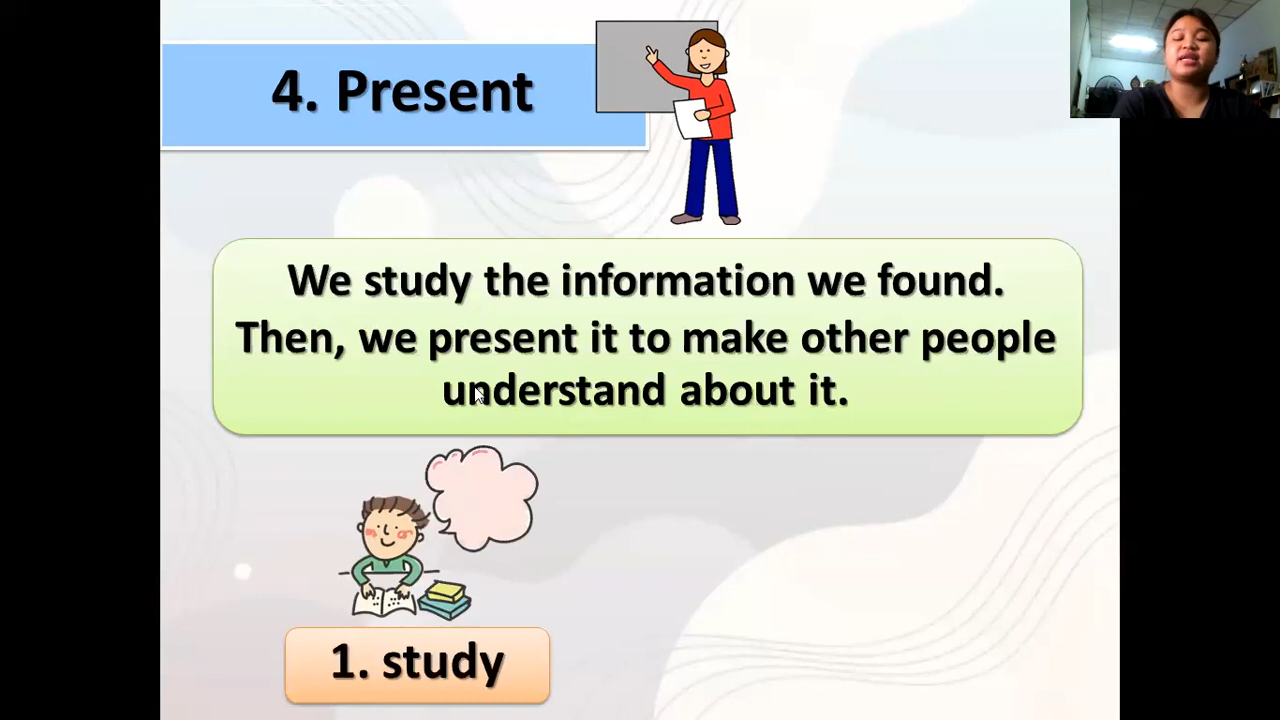 4. Present
We study the information we found.
Then, we present it to make other people
understand about it.
1. study